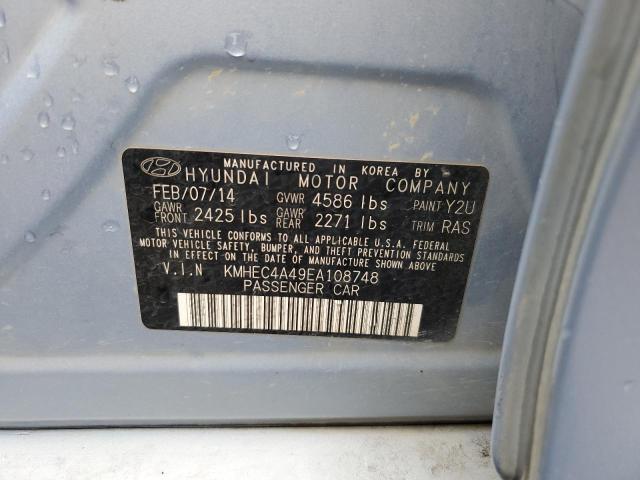 MANUFACTURED IN KOREA BY
HYUNDAI MOTOR COMPANY
FEB/07/14 GVWR 4586 lbs PAINT Y2U
GAWR FRONT 2425 lbs GAWR REAR 2271 lbs TRIM RAS
THIS VEHICLE CONFORMS TO ALL APPLICABLE U.S.A. FEDERAL
MOTOR VEHICLE SAFETY, BUMPER, AND THEFT PREVENTION STANDARDS
IN EFFECT ON THE DATE OF MANUFACTURE SHOWN ABOVE.
V.I.N KMHEC4A49EA108748
PASSENGER CAR